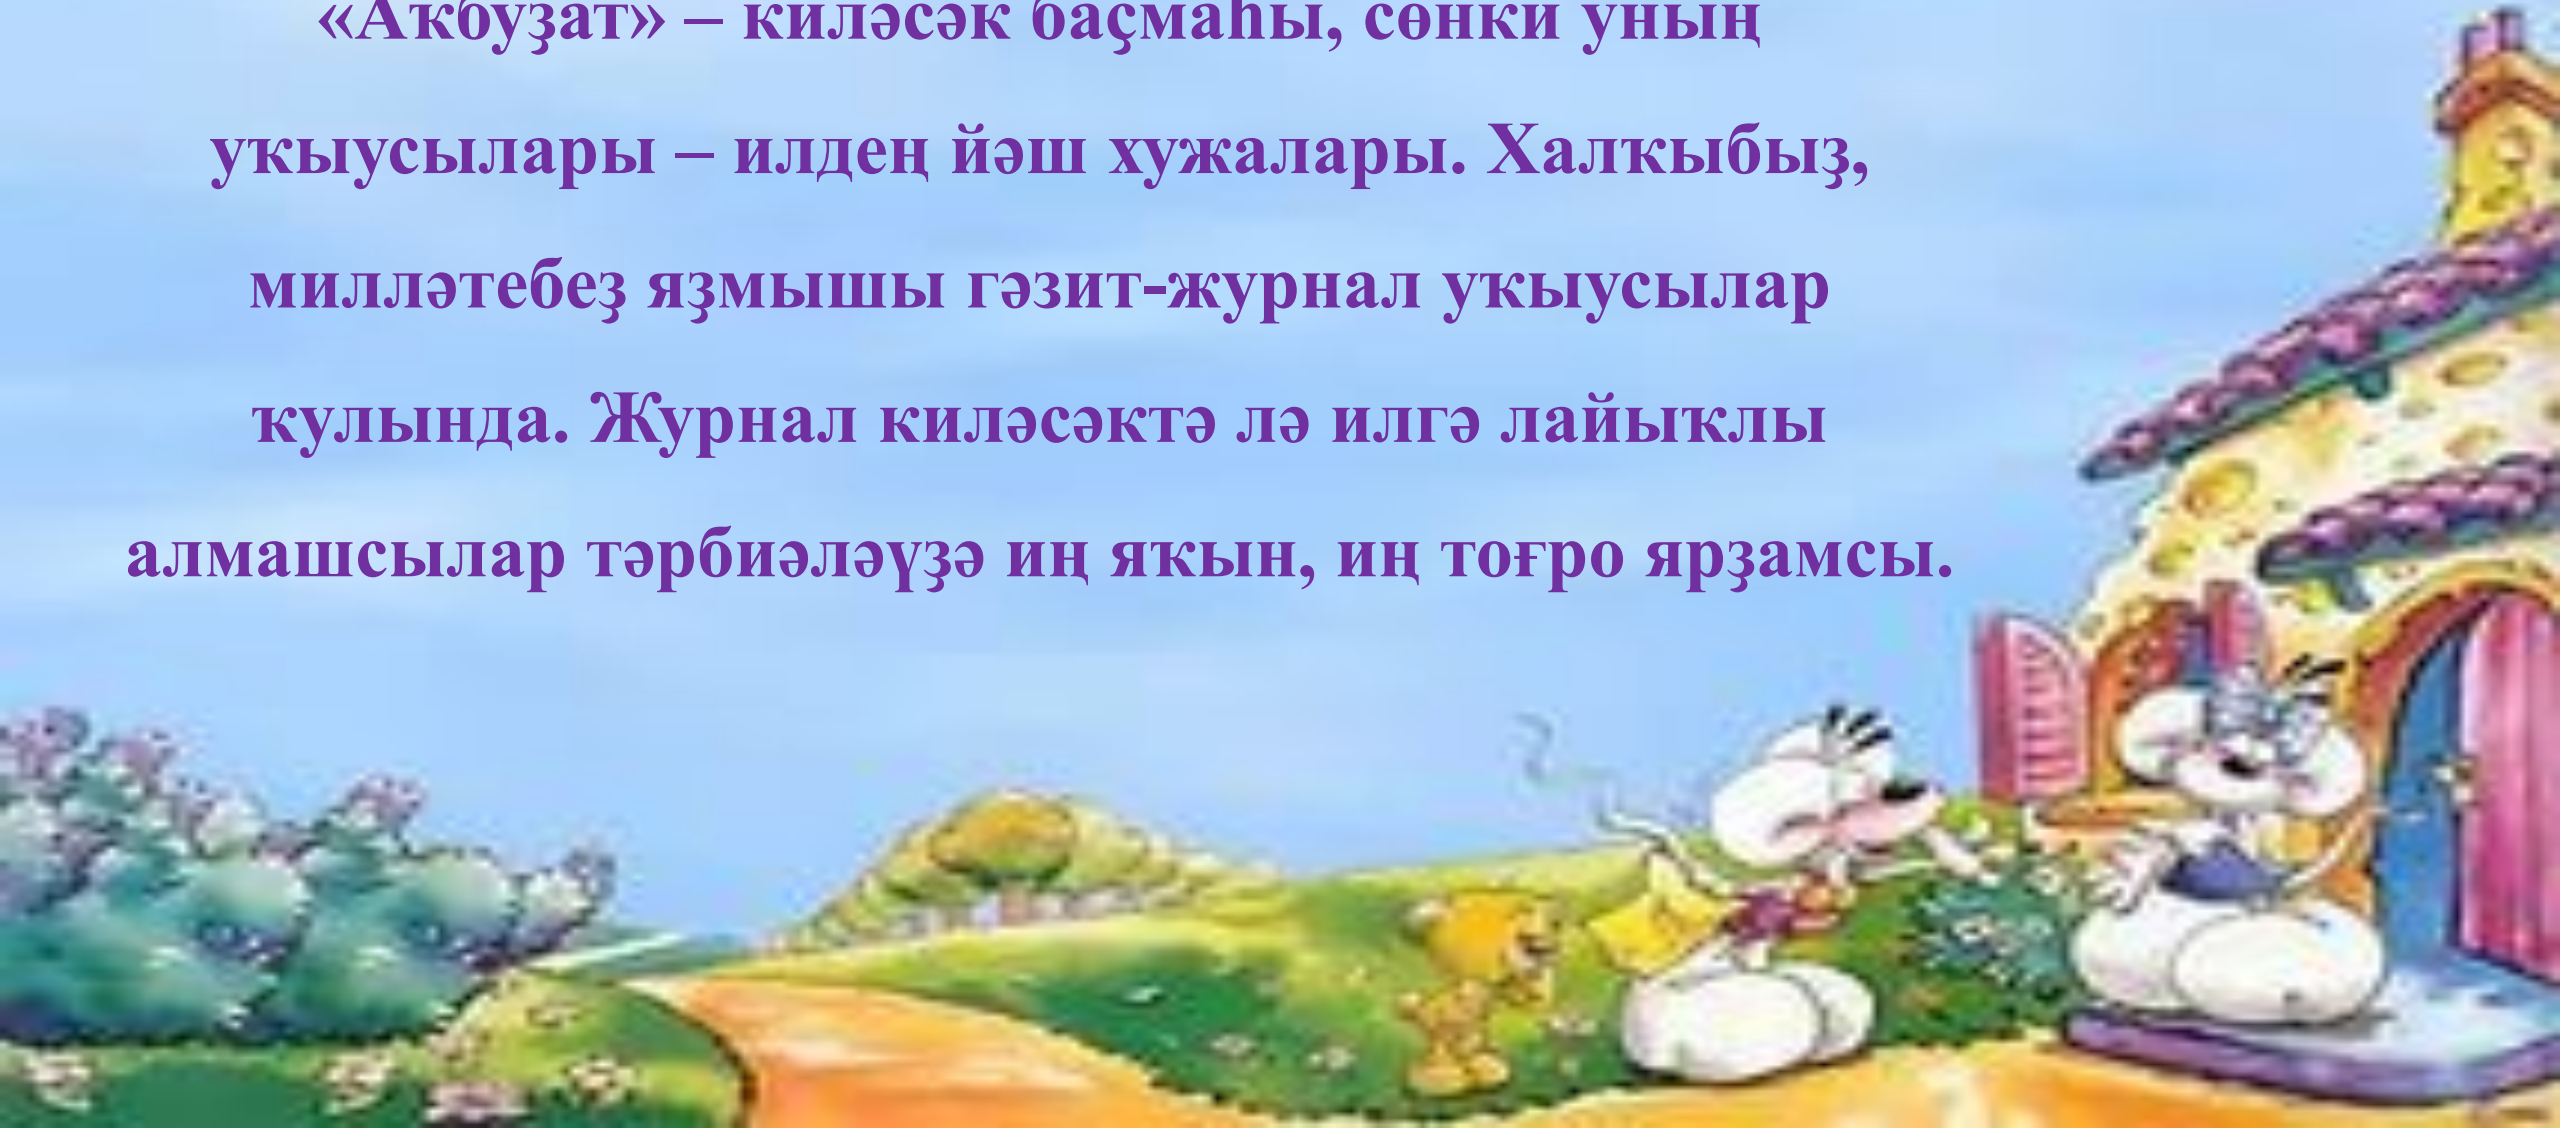 «Аҡбуҙат» – киләсәк баҫмаһы, сөнки уның
уҡыусылары – илдең йәш хужалары. Халҡыбыҙ,
милләтебеҙ яҙмышы гәзит-журнал уҡыусылар
ҡулында. Журнал киләсәктә лә илгә лайыҡлы
алмашсылар тәрбиәләүҙә иң яҡын, иң тоғро ярҙамсы.